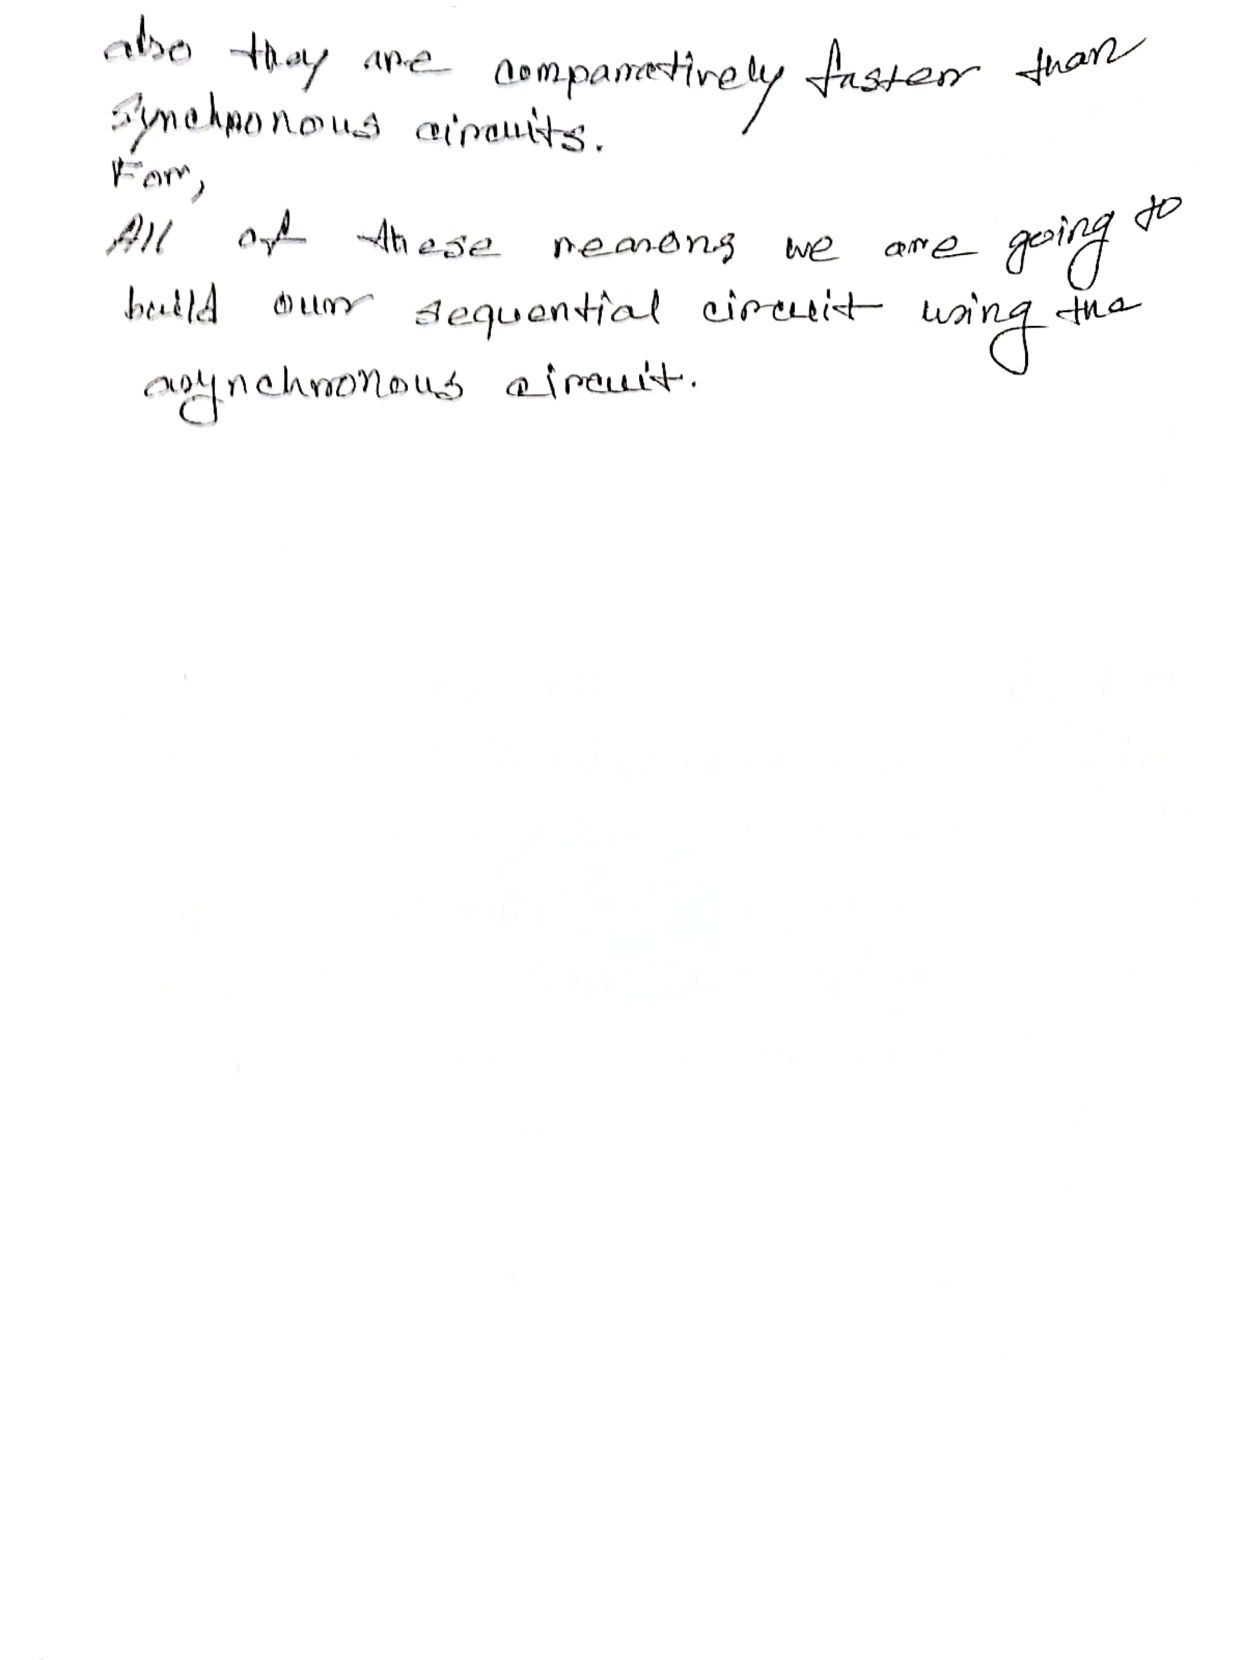 also they are comparatively faster than
synchronous circuits.
For,
All of these reasons we are going to
build our sequential circuit using the
asynchronous circuit.